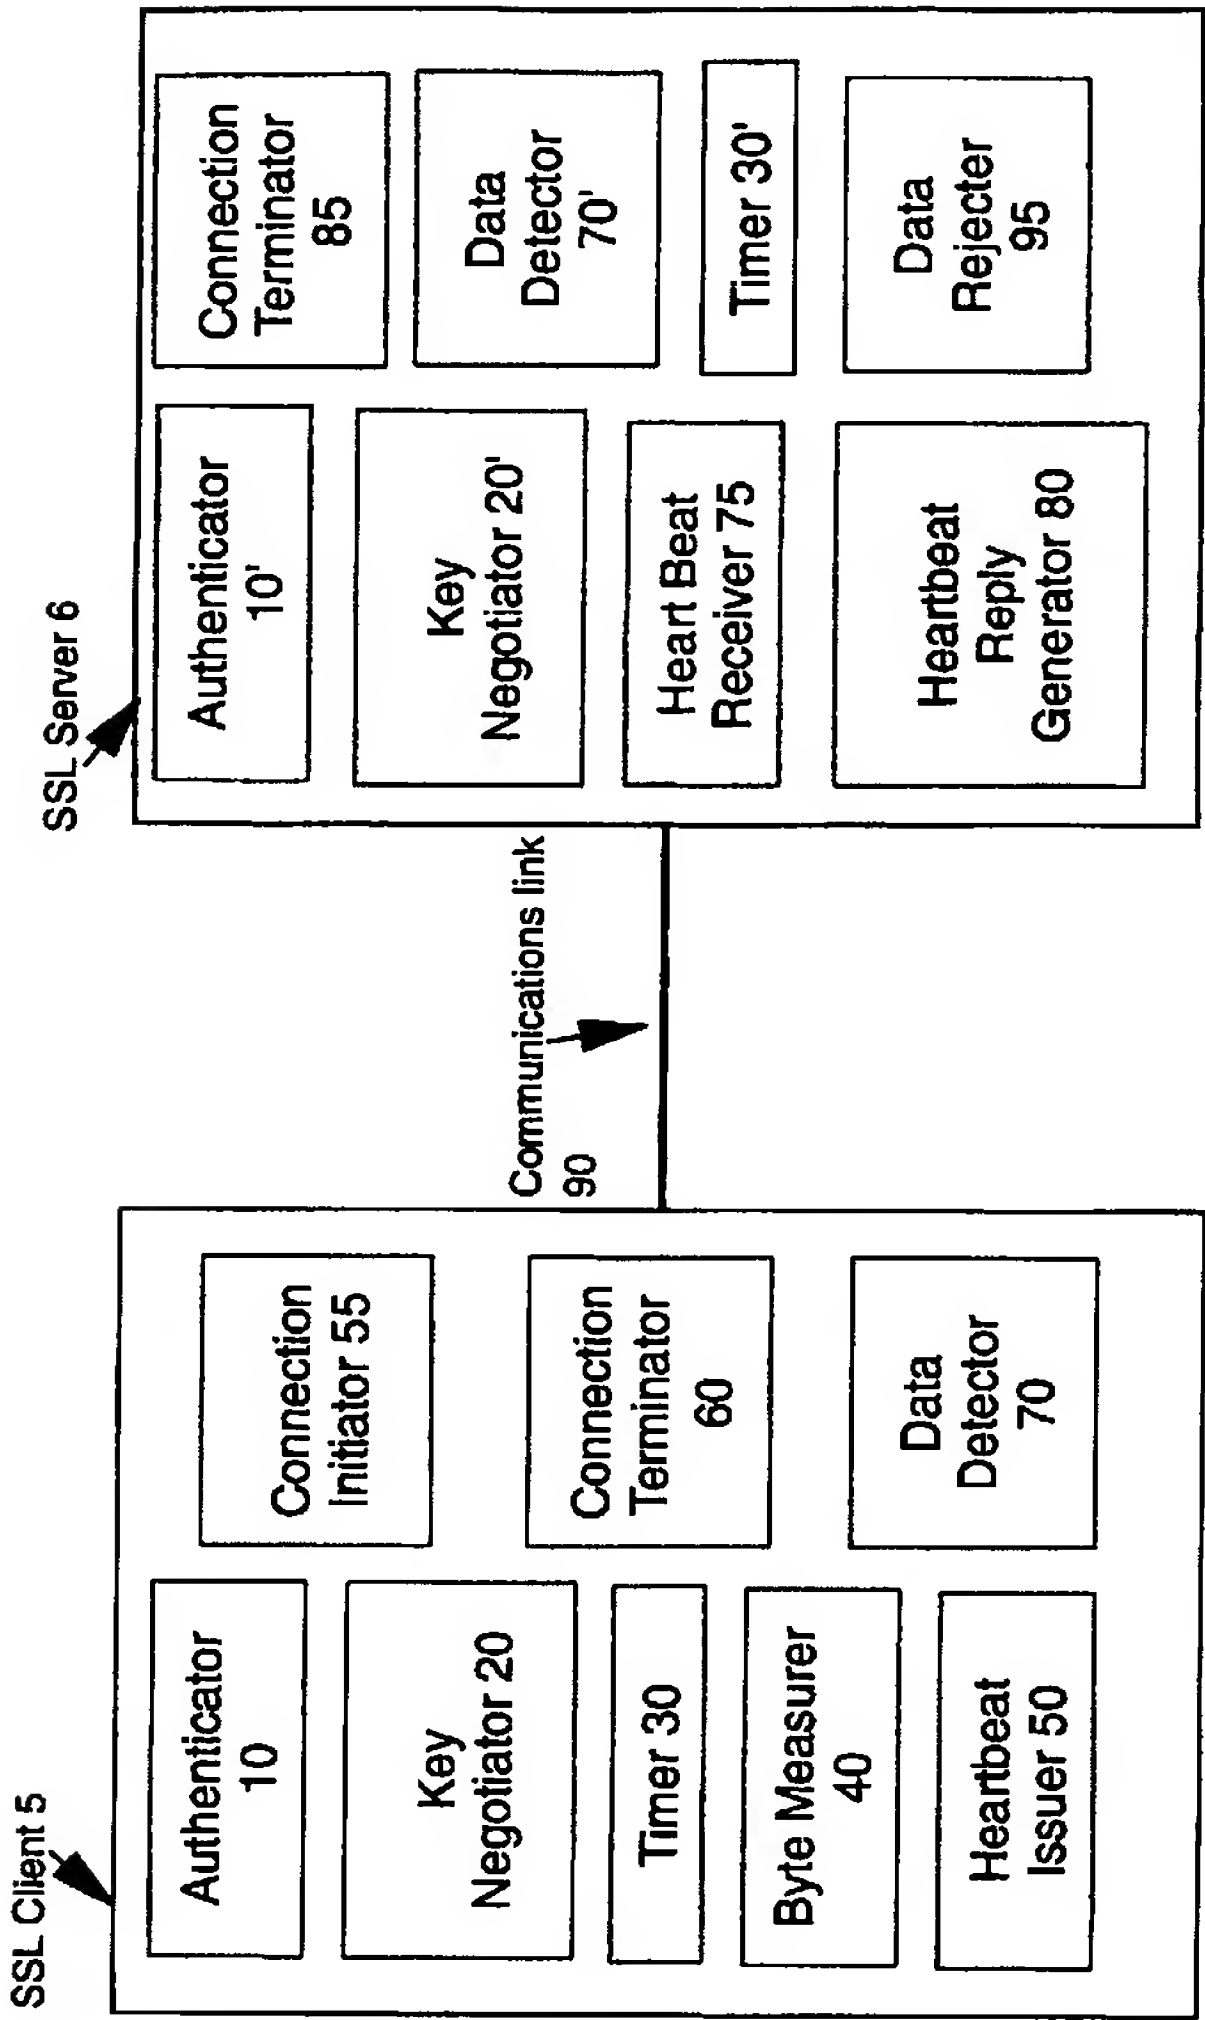 SSL Client 5
Authenticator
10
Key
Negotiator 20
Timer 30
Byte Measurer
40
Heartbeat
Issuer 50
Connection
Initiator 55
Connection
Terminator
60
Data
Detector
70
Communications link
90
SSL Server 6
Authenticator
10'
Key
Negotiator 20'
Heart Beat
Receiver 75
Heartbeat
Reply
Generator 80
Connection
Terminator
85
Data
Detector
70'
Timer 30'
Data
Rejecter
95